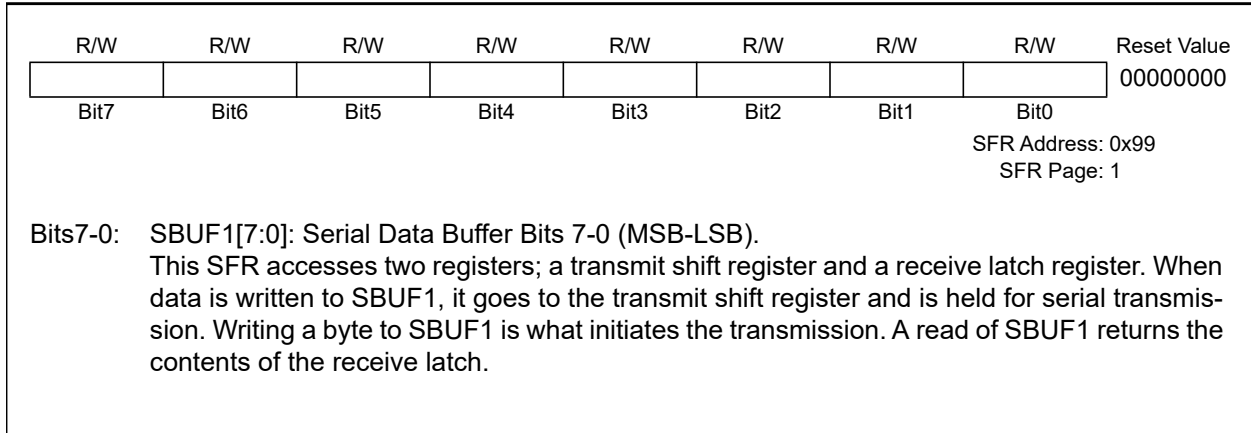 R/W R/W R/W R/W R/W R/W R/W R/W Reset Value
00000000
Bit7 Bit6 Bit5 Bit4 Bit3 Bit2 Bit1 Bit0
SFR Address: 0x99
SFR Page: 1
Bits7-0: SBUF1[7:0]: Serial Data Buffer Bits 7-0 (MSB-LSB).
This SFR accesses two registers; a transmit shift register and a receive latch register. When
data is written to SBUF1, it goes to the transmit shift register and is held for serial transmis-
sion. Writing a byte to SBUF1 is what initiates the transmission. A read of SBUF1 returns the
contents of the receive latch.